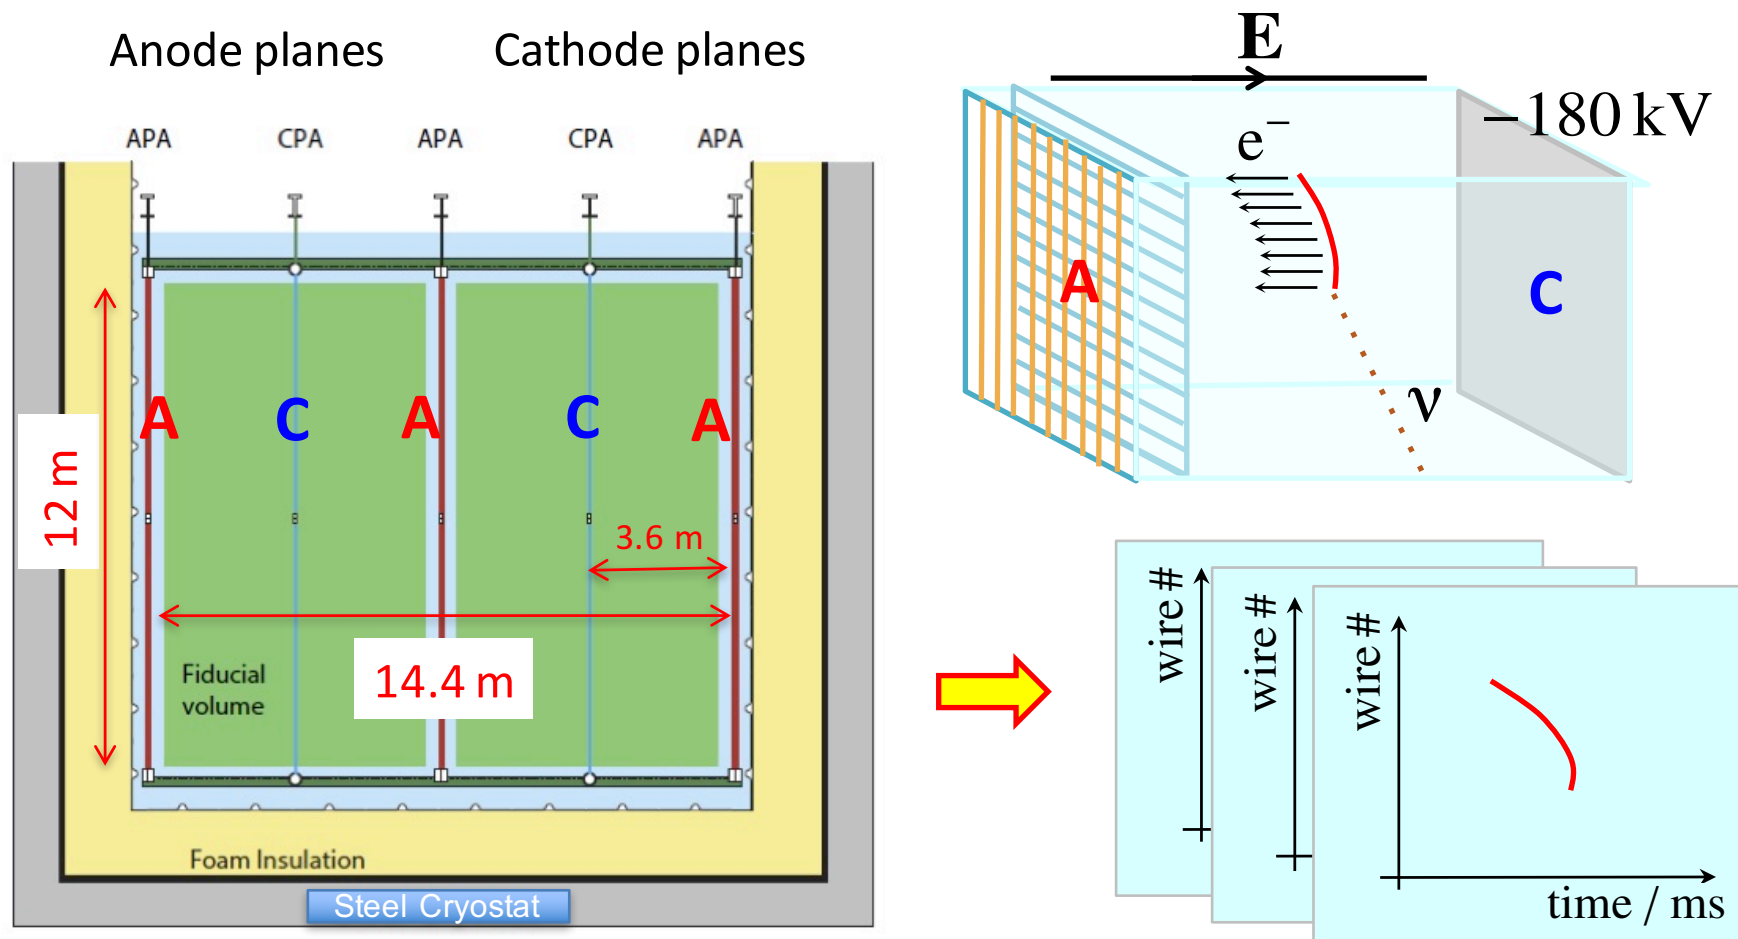 Anode planes
Cathode planes
APA
CPA
APA
CPA
APA
A
C
A
C
A
12 m
3.6 m
14.4 m
Fiducial
volume
Foam Insulation
Steel Cryostat
E
−180 kV
e−
A
C
ν
wire #
wire #
wire #
time / ms